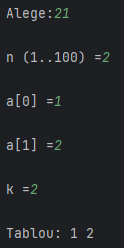 Alege:21
n (1..100) =2
a[0] =1
a[1] =2
k =2
Tablou: 1 2